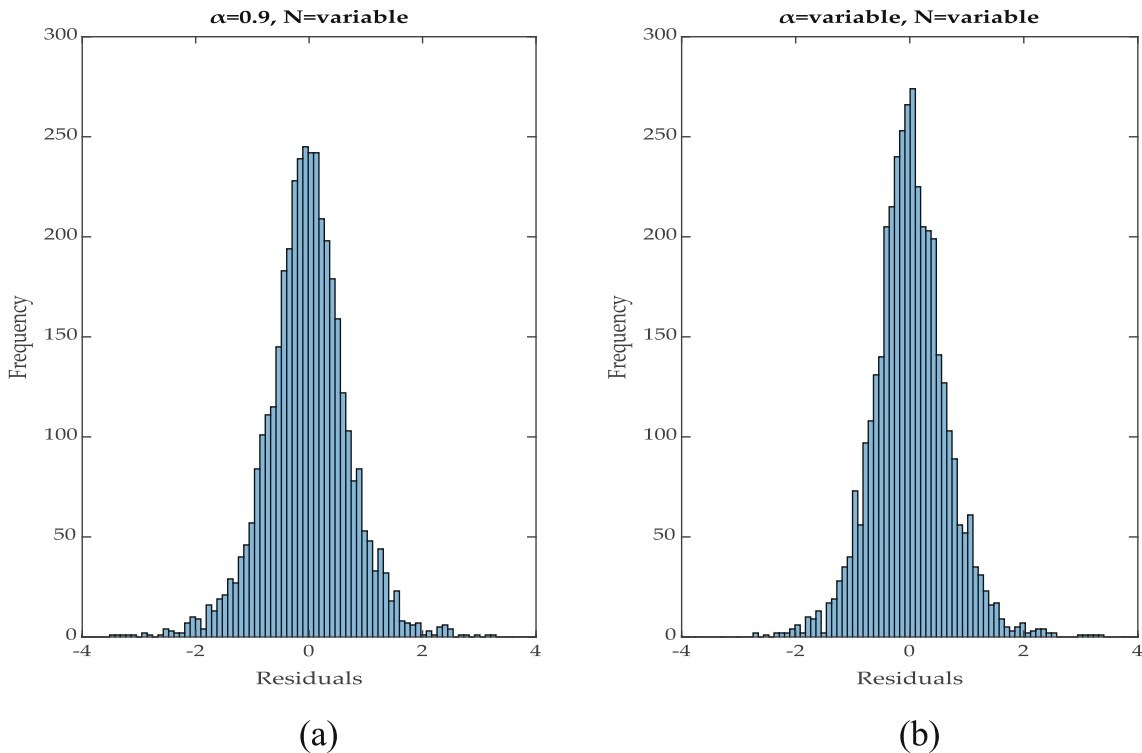 α=0.9, N=variable
300
250
200
150
100
50
0
-4 -2 0 2 4
Frequency
Residuals
(a)
α=variable, N=variable
300
250
200
150
100
50
0
-4 -2 0 2 4
Frequency
Residuals
(b)